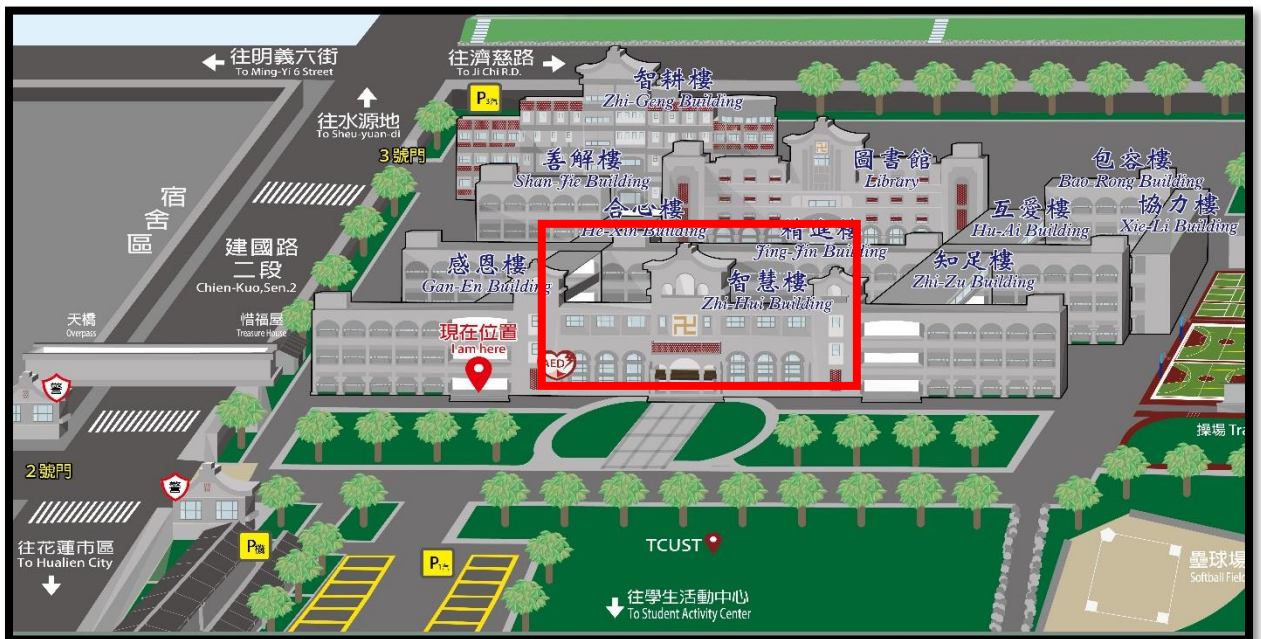 往明義六街
To Ming-Yi 6 Street
往濟慈路
To Ji Chi R.D.
往水源地
To Sheu-yuan-di
3號門
智耕樓
Zhi-Geng Building
善解樓
Shan-Jie Building
圖書館
Library
包容樓
Bao-Rong Building
合心樓
He-Xin Building
精進樓
Jing-Jin Building
互愛樓
Hu-Ai Building
協力樓
Xie-Li Building
宿舍區
建國路
二段
Chien-Kuo,Sen.2
感恩樓
Gan-En Building
智慧樓
Zhi-Hui Building
知足樓
Zhi-Zu Building
天橋
Overpass
惜福屋
Treasure House
現在位置
I am here
AED
卍
卍
警
操場 Tra
2號門
警
往花蓮市區
To Hualien City
P
P
P
TCUST
壘球場
Softball Fiel
往學生活動中心
To Student Activity Center